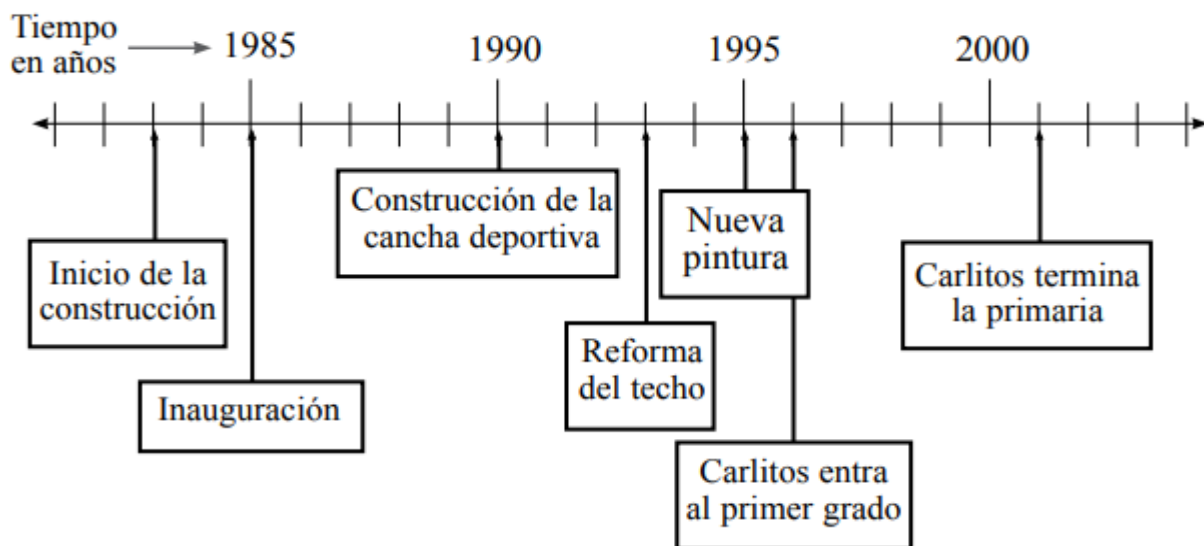 Tiempo
en años
1985
1990
1995
2000
Inicio de la
construcción
Inauguración
Construcción de la
cancha deportiva
Reforma
del techo
Nueva
pintura
Carlitos entra
al primer grado
Carlitos termina
la primaria